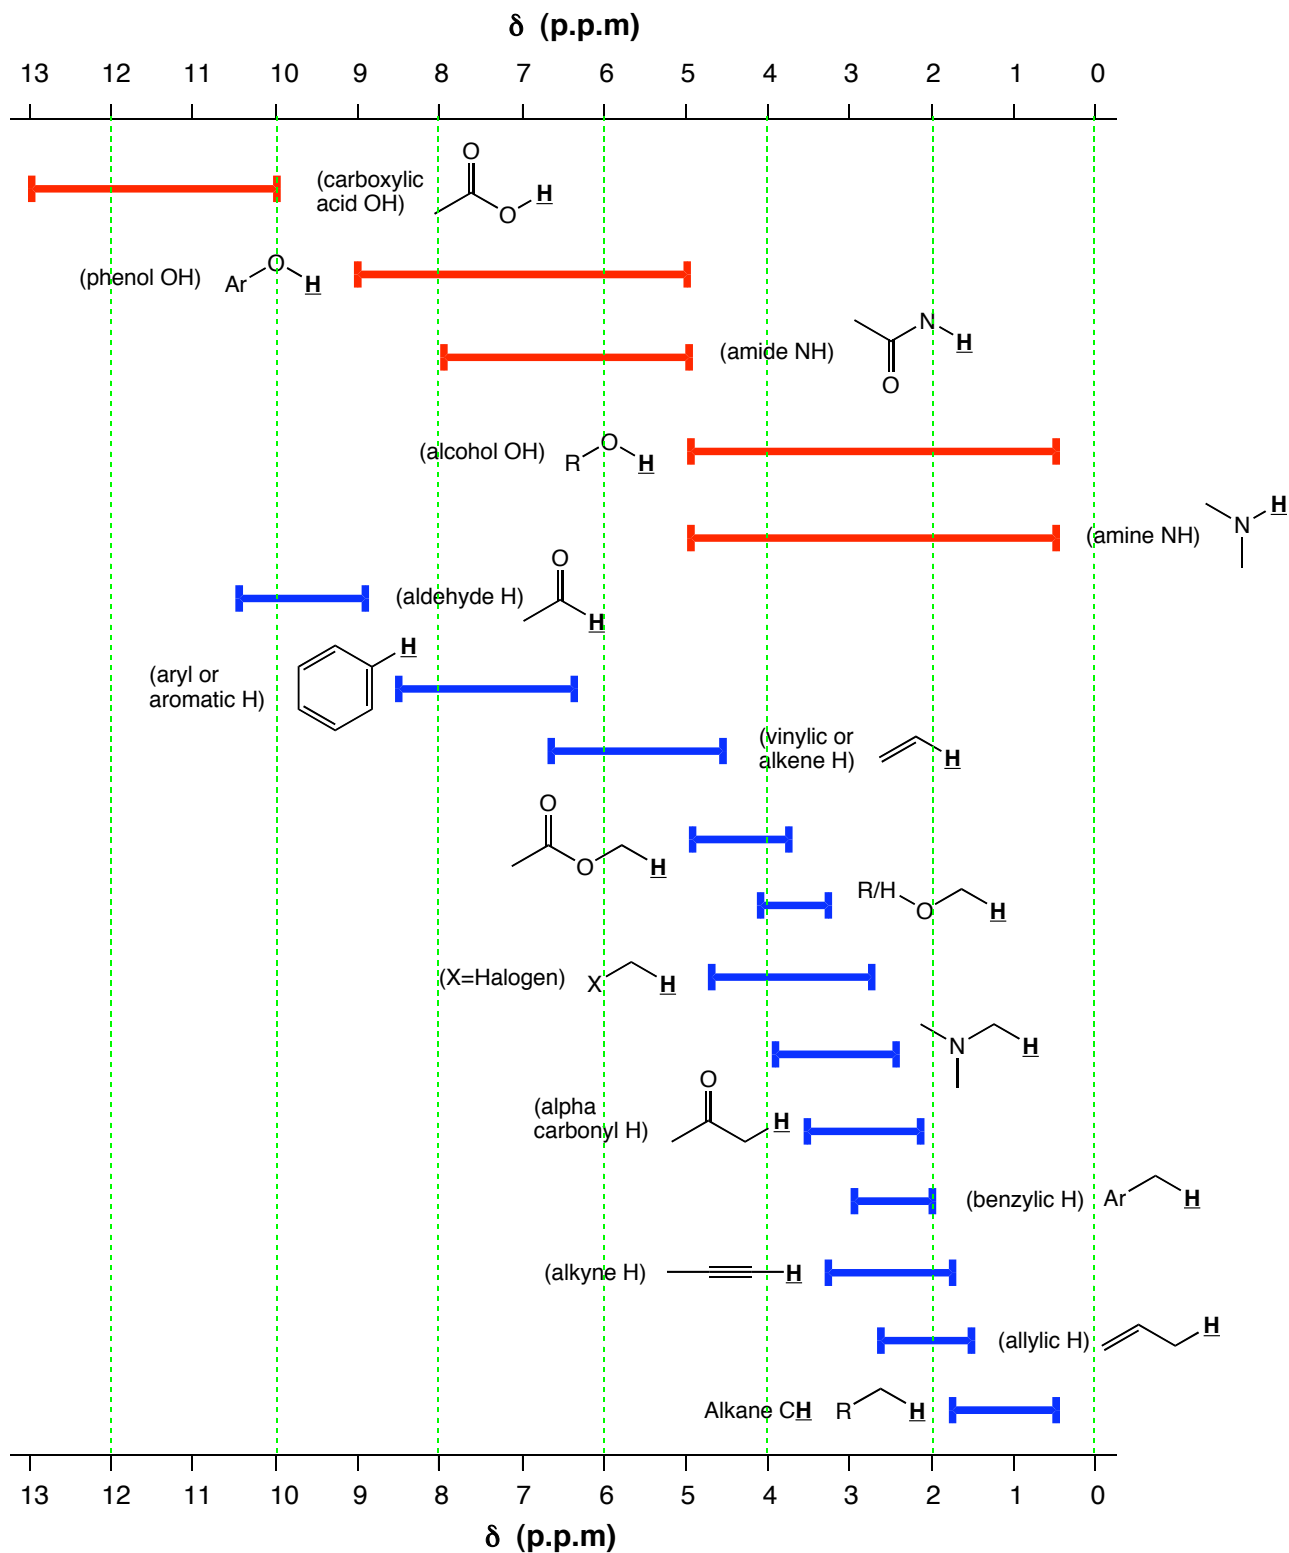 δ (p.p.m)
13 12 11 10 9 8 7 6 5 4 3 2 1 0
(carboxylic
acid OH)
O
O
H
(phenol OH)
Ar
O
H
(amide NH)
N
H
O
(alcohol OH)
R
O
H
(amine NH)
N
H
(aldehyde H)
O
H
(aryl or
aromatic H)
H
(vinylic or
alkene H)
H
O
O
H
R/H
O
H
(X=Halogen)
X
H
N
H
(alpha
carbonyl H)
O
H
(benzylic H)
Ar
H
(alkyne H)
H
(allylic H)
H
Alkane CH
R
H
13 12 11 10 9 8 7 6 5 4 3 2 1 0
δ (p.p.m)